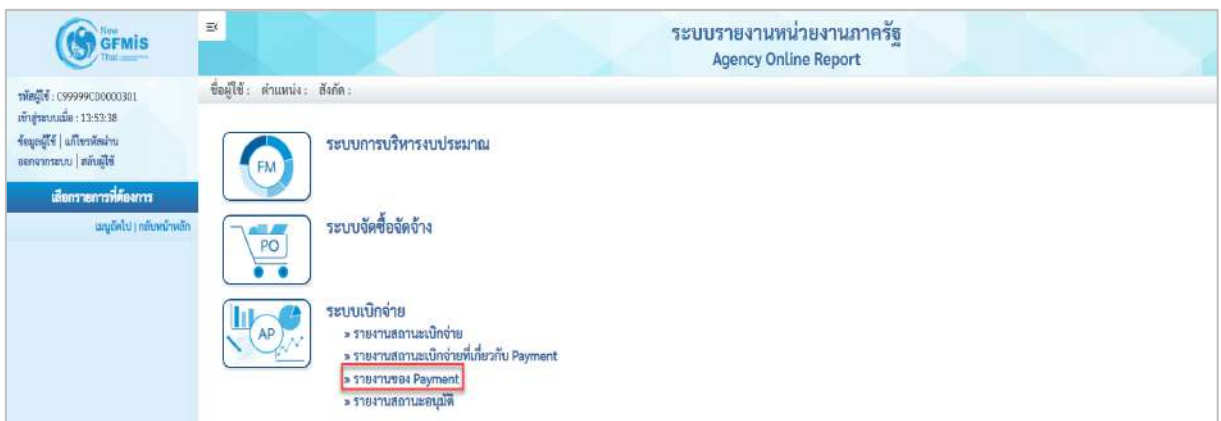 New
GFMIS
Thai
ระบบรายงานหน่วยงานภาครัฐ
Agency Online Report
รหัสผู้ใช้ : C99999CD0000301
เข้าสู่ระบบเมื่อ : 13:53:38
ข้อมูลผู้ใช้ | แก้ไขรหัสผ่าน
ออกจากระบบ | สลับผู้ใช้
เลือกรายการที่ต้องการ
เมนูถัดไป | กลับหน้าหลัก
ชื่อผู้ใช้ : ตำแหน่ง : สังกัด :
FM
ระบบการบริหารงบประมาณ
PO
ระบบจัดซื้อจัดจ้าง
AP
ระบบเบิกจ่าย
» รายงานสถานะเบิกจ่าย
» รายงานสถานะเบิกจ่ายที่เกี่ยวกับ Payment
» รายงานของ Payment
» รายงานสถานะอนุมัติ